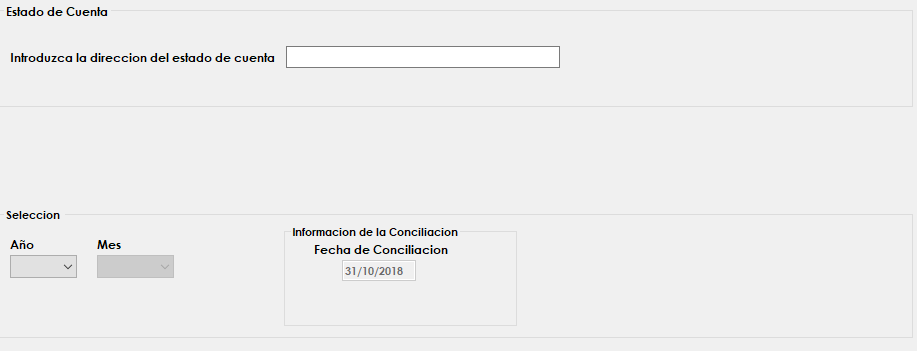 Estado de Cuenta
Introduzca la direccion del estado de cuenta
Seleccion
Año
Mes
Informacion de la Conciliacion
Fecha de Conciliacion
31/10/2018